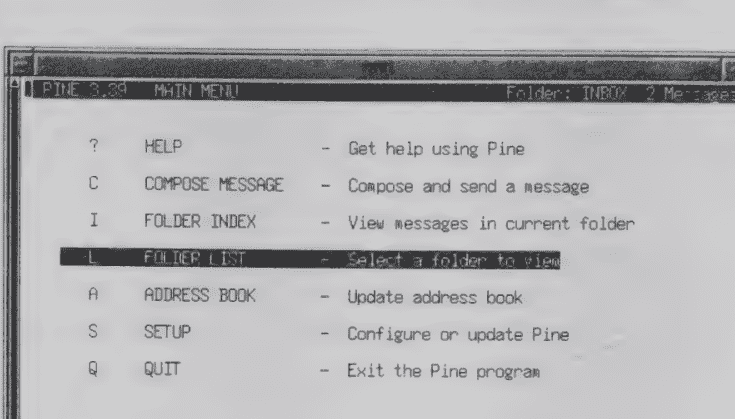 PINE 3.89 MAIN MENU Folder: INBOX 2 Messages
? HELP - Get help using Pine
C COMPOSE MESSAGE - Compose and send a message
I FOLDER INDEX - View messages in current folder
L FOLDER LIST - Select a folder to view
A ADDRESS BOOK - Update address book
S SETUP - Configure or update Pine
Q QUIT - Exit the Pine program